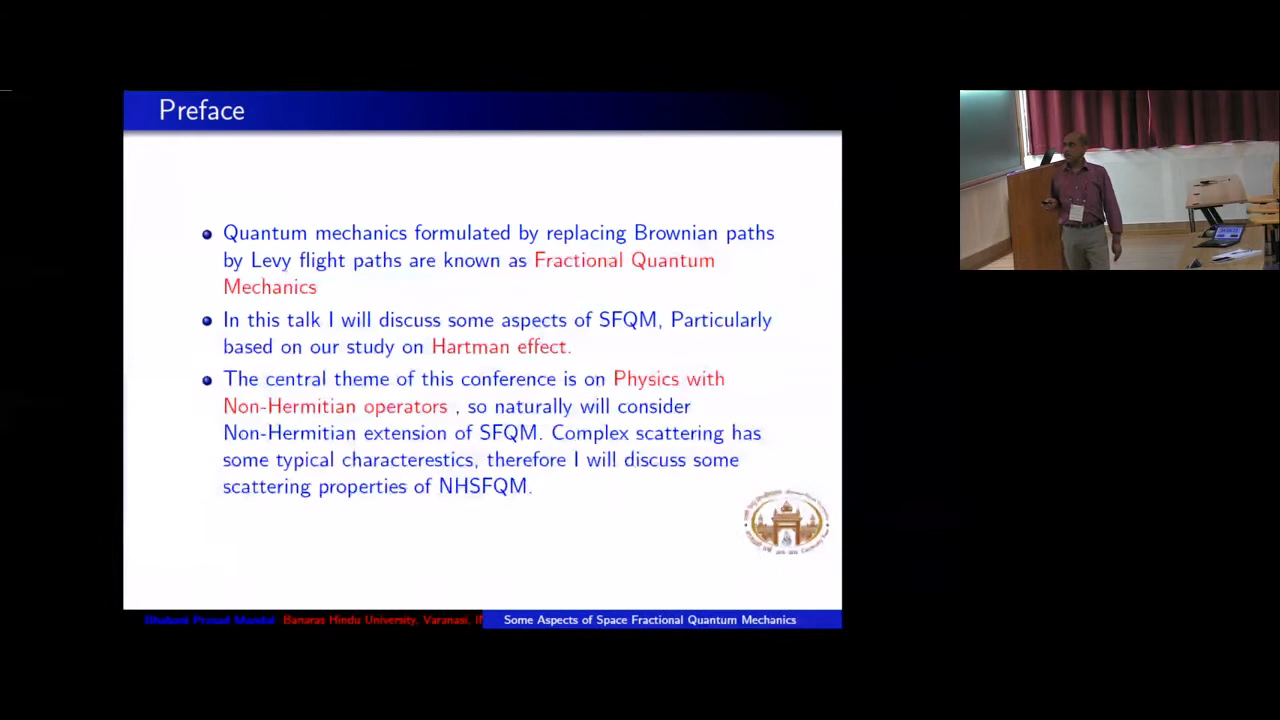 Preface
Quantum mechanics formulated by replacing Brownian paths
by Levy flight paths are known as Fractional Quantum
Mechanics
In this talk I will discuss some aspects of SFQM, Particularly
based on our study on Hartman effect.
The central theme of this conference is on Physics with
Non-Hermitian operators , so naturally will consider
Non-Hermitian extension of SFQM. Complex scattering has
some typical characterestics, therefore I will discuss some
scattering properties of NHSFQM.
Bhabani Prasad Mandal Banaras Hindu University, Varanasi, IN Some Aspects of Space Fractional Quantum Mechanics